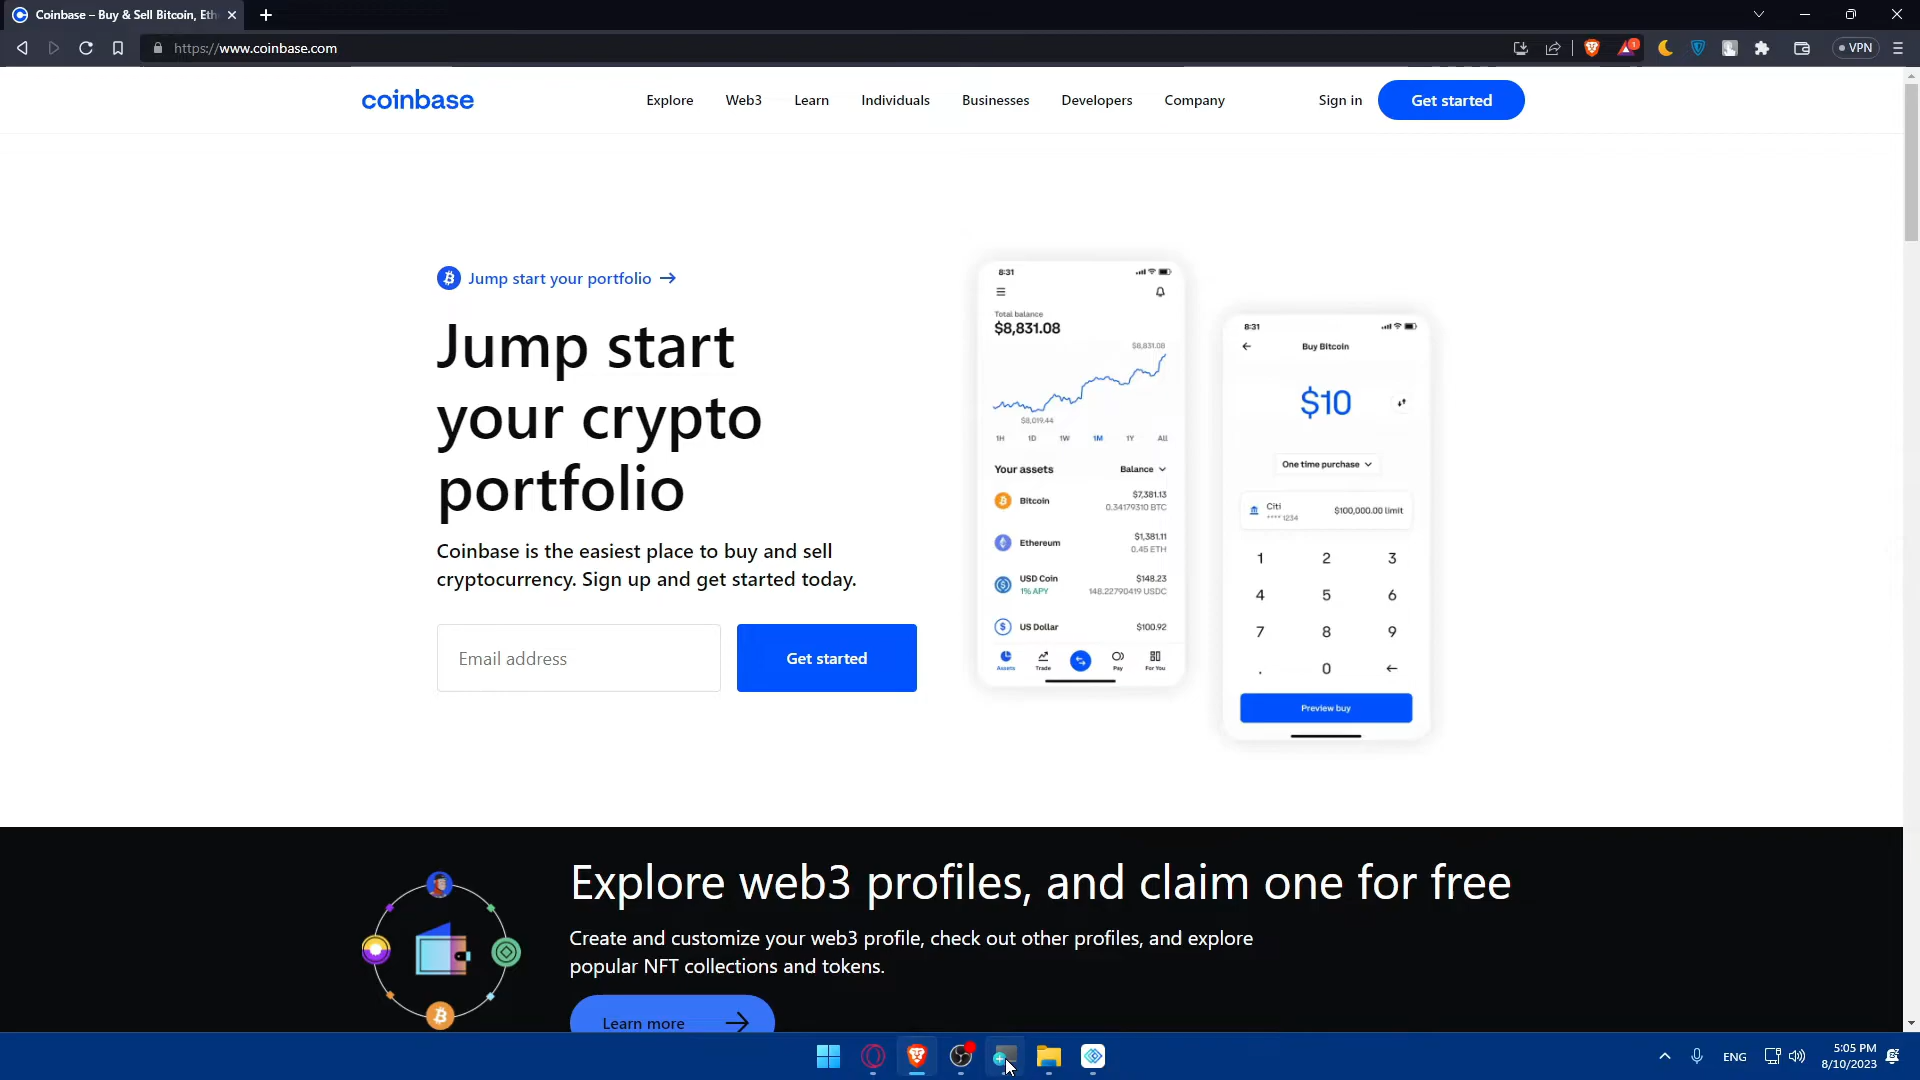 Coinbase – Buy & Sell Bitcoin, Eth
https://www.coinbase.com
1
VPN
coinbase
Explore
Web3
Learn
Individuals
Businesses
Developers
Company
Sign in
Get started
Jump start your portfolio
Jump start
your crypto
portfolio
Coinbase is the easiest place to buy and sell
cryptocurrency. Sign up and get started today.
Email address
Get started
8:31
Total balance
$8,831.08
$8,831.08
$8,019.44
1H 1D 1W 1M 1Y All
Your assets Balance
Bitcoin $7,381.13
0.34179310 BTC
Ethereum $1,381.11
0.45 ETH
USD Coin $148.23
1% APY 148.22790419 USDC
US Dollar $100.92
Assets Trade Pay For You
8:31
Buy Bitcoin
$10
One time purchase
Citi $100,000.00 limit
**** 1234
1 2 3
4 5 6
7 8 9
. 0
Preview buy
Explore web3 profiles, and claim one for free
Create and customize your web3 profile, check out other profiles, and explore
popular NFT collections and tokens.
Learn more
ENG
5:05 PM
8/10/2023